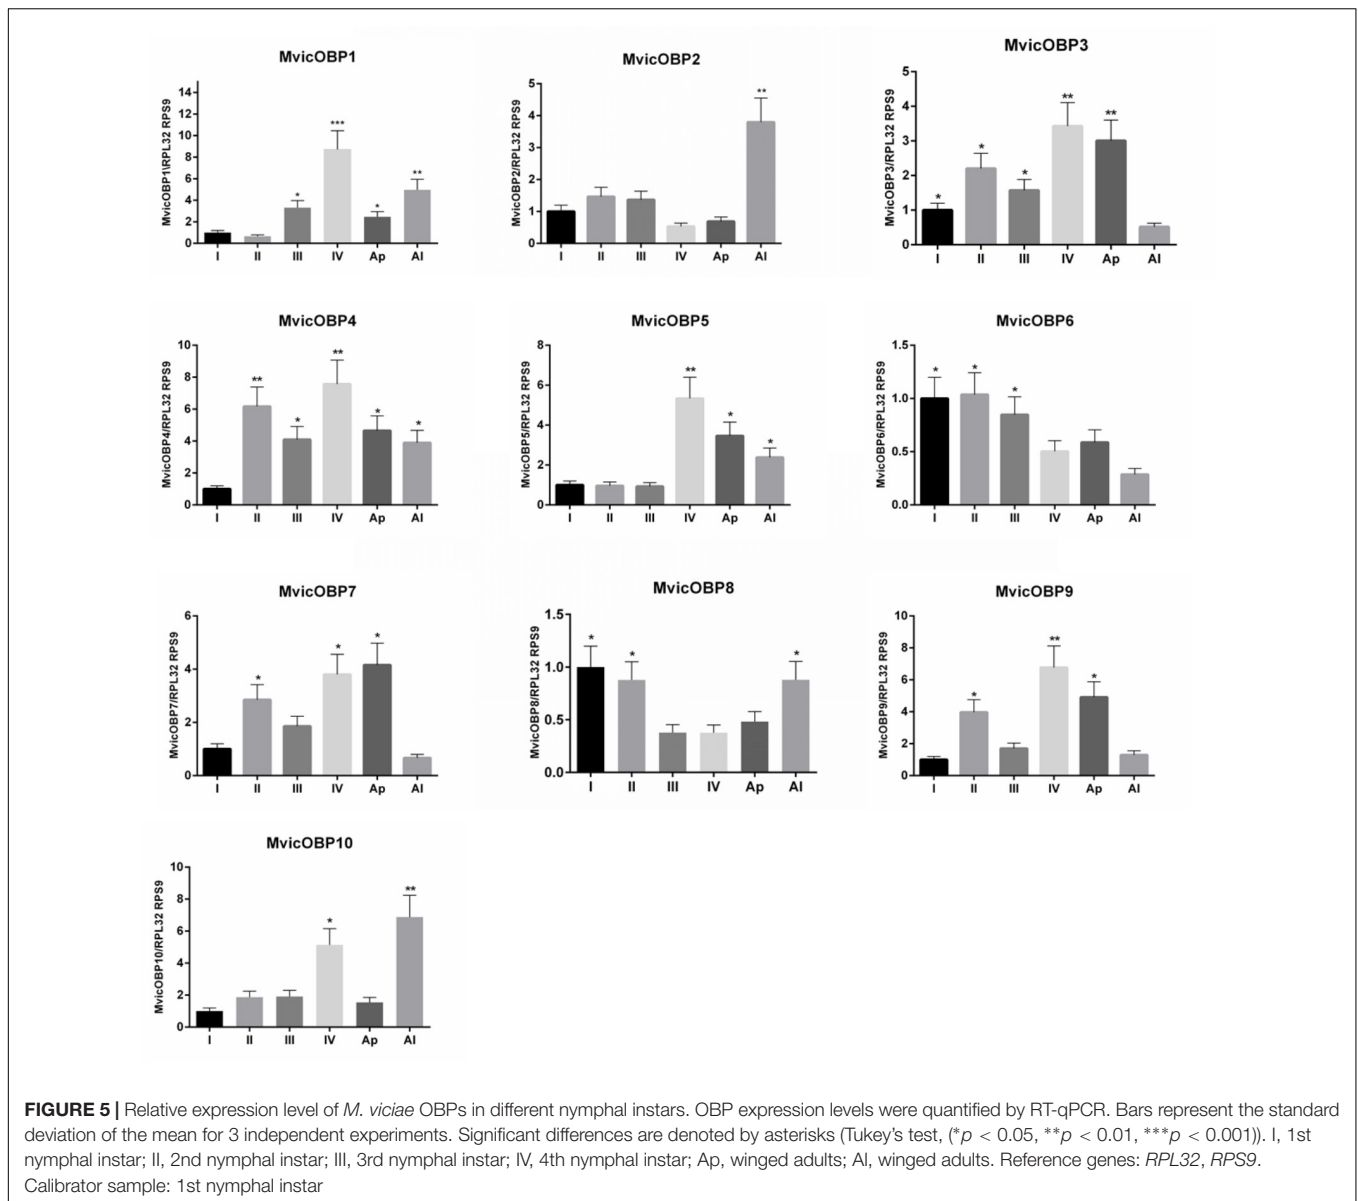 MvicOBP1
MvicOBP1\RPL32 RPS9
14
12
10
8
6
4
2
0
*
***
*
**
I II III IV Ap Al
MvicOBP2
MvicOBP2/RPL32 RPS9
5
4
3
2
1
0
**
I II III IV Ap Al
MvicOBP3
MvicOBP3/RPL32 RPS9
5
4
3
2
1
0
*
*
*
**
**
I II III IV Ap Al
MvicOBP4
MvicOBP4/RPL32 RPS9
10
8
6
4
2
0
**
*
**
*
*
I II III IV Ap Al
MvicOBP5
MvicOBP5/RPL32 RPS9
8
6
4
2
0
**
*
*
I II III IV Ap Al
MvicOBP6
MvicOBP6/RPL32 RPS9
1.5
1.0
0.5
0.0
*
*
*
I II III IV Ap Al
MvicOBP7
MvicOBP7/RPL32 RPS9
6
4
2
0
*
*
*
I II III IV Ap Al
MvicOBP8
MvicOBP8/RPL32 RPS9
1.5
1.0
0.5
0.0
*
*
*
I II III IV Ap Al
MvicOBP9
MvicOBP9/RPL32 RPS9
10
8
6
4
2
0
*
**
*
I II III IV Ap Al
MvicOBP10
MvicOBP10/RPL32 RPS9
10
8
6
4
2
0
*
**
I II III IV Ap Al
FIGURE 5 | Relative expression level of M. viciae OBPs in different nymphal instars. OBP expression levels were quantified by RT-qPCR. Bars represent the standard
deviation of the mean for 3 independent experiments. Significant differences are denoted by asterisks (Tukey's test, (*p < 0.05, **p < 0.01, ***p < 0.001)). I, 1st
nymphal instar; II, 2nd nymphal instar; III, 3rd nymphal instar; IV, 4th nymphal instar; Ap, winged adults; Al, winged adults. Reference genes: RPL32, RPS9.
Calibrator sample: 1st nymphal instar